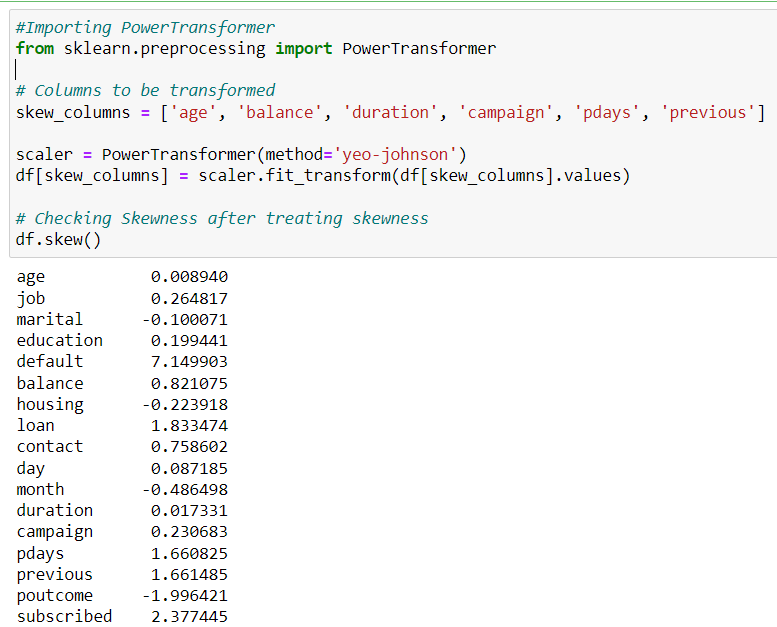 #Importing PowerTransformer
from sklearn.preprocessing import PowerTransformer
# Columns to be transformed
skew_columns = ['age', 'balance', 'duration', 'campaign', 'pdays', 'previous']
scaler = PowerTransformer(method='yeo-johnson')
df[skew_columns] = scaler.fit_transform(df[skew_columns].values)
# Checking Skewness after treating skewness
df.skew()
age 0.008940
job 0.264817
marital -0.100071
education 0.199441
default 7.149903
balance 0.821075
housing -0.223918
loan 1.833474
contact 0.758602
day 0.087185
month -0.486498
duration 0.017331
campaign 0.230683
pdays 1.660825
previous 1.661485
poutcome -1.996421
subscribed 2.377445